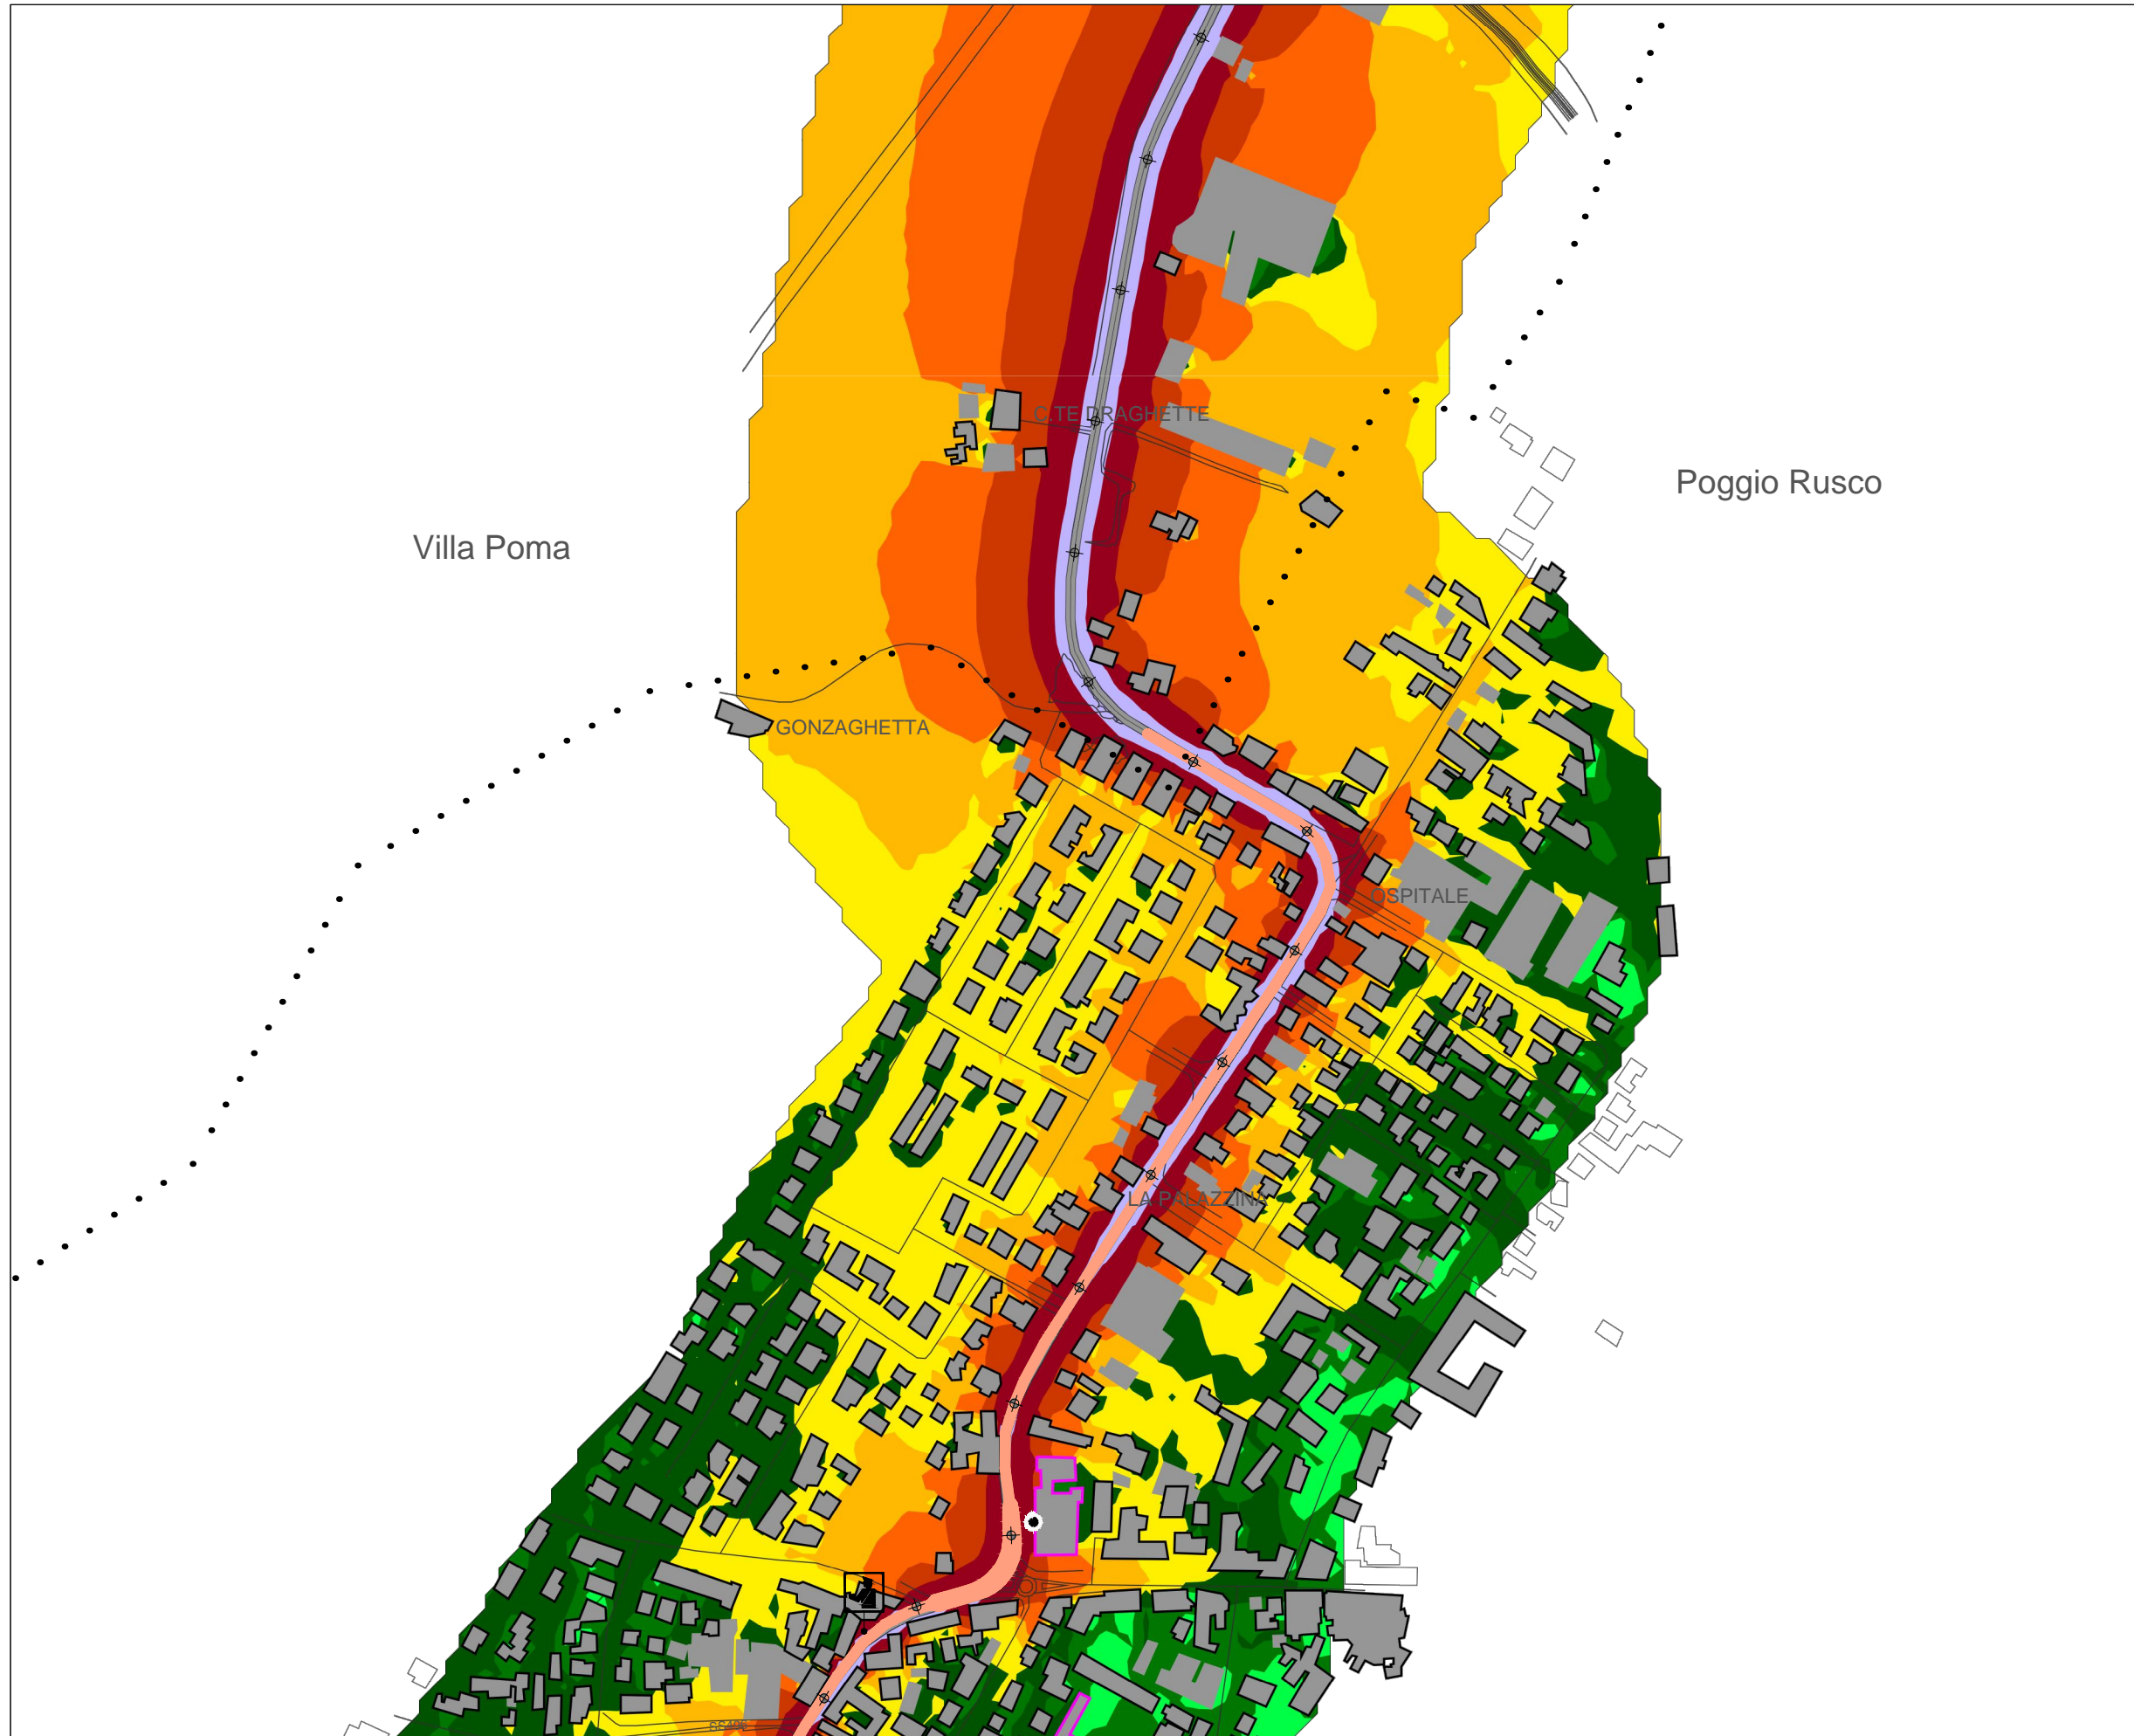 C.TE DRAGHETTE
Poggio Rusco
Villa Poma
GONZAGHETTA
OSPITALE
LA PALAZZINA